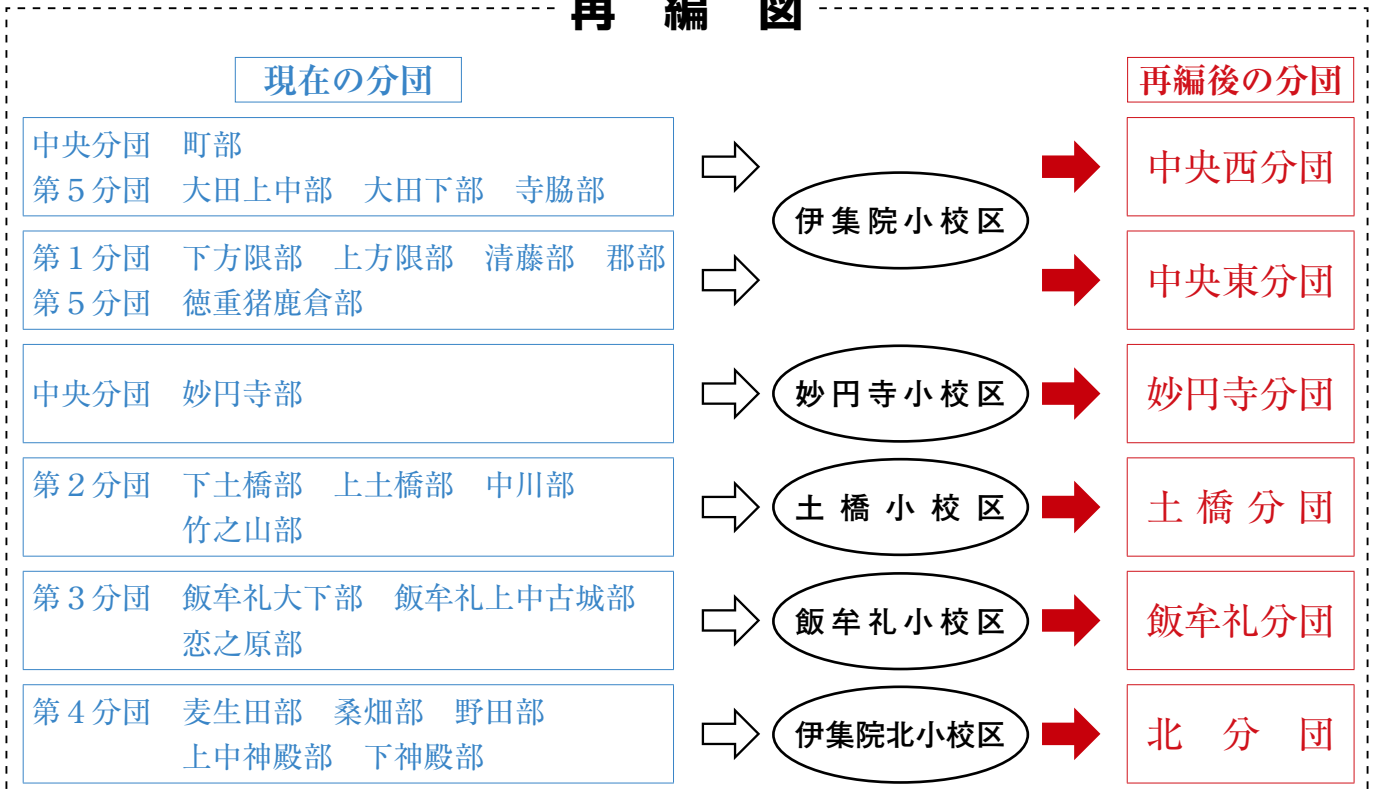 再編図
現在の分団
再編後の分団
中央分団　町部
第５分団　大田上中部　大田下部　寺脇部
伊集院小校区
中央西分団
第１分団　下方限部　上方限部　清藤部　郡部
第５分団　徳重猪鹿倉部
中央東分団
中央分団　妙円寺部
妙円寺小校区
妙円寺分団
第２分団　下土橋部　上土橋部　中川部
竹之山部
土橋小校区
土橋分団
第３分団　飯牟礼大下部　飯牟礼上中古城部
恋之原部
飯牟礼小校区
飯牟礼分団
第４分団　麦生田部　桑畑部　野田部
上中神殿部　下神殿部
伊集院北小校区
北分団